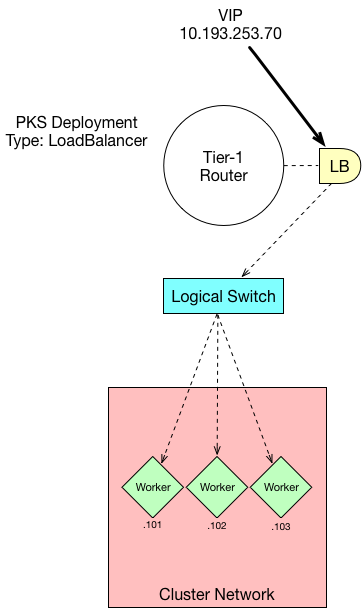 VIP
10.193.253.70
PKS Deployment
Type: LoadBalancer
Tier-1
Router
LB
Logical Switch
Worker
Worker
Worker
.101
.102
.103
Cluster Network